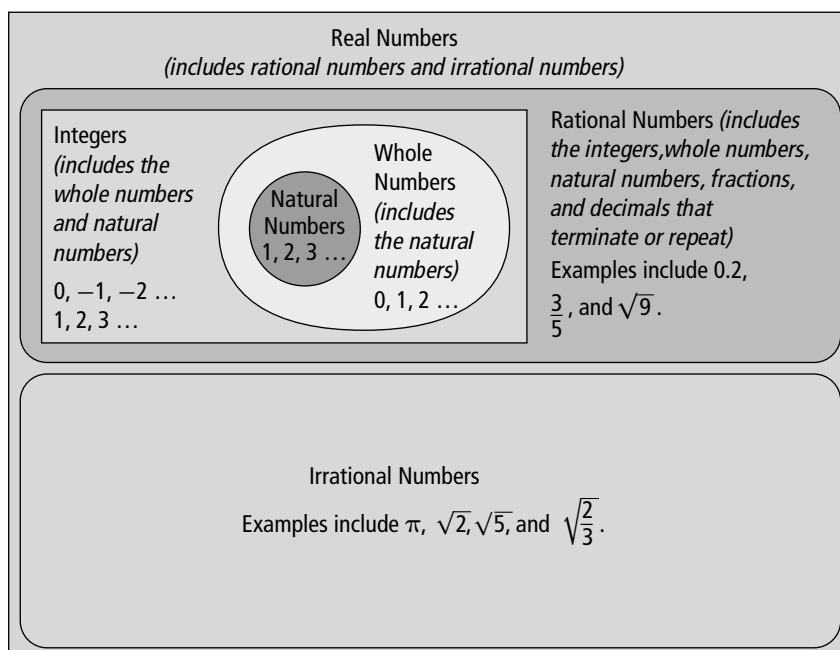 Real Numbers
(includes rational numbers and irrational numbers)
Integers
(includes the
whole numbers
and natural
numbers)
0, −1, −2 …
1, 2, 3 …
Natural
Numbers
1, 2, 3 …
Whole
Numbers
(includes
the natural
numbers)
0, 1, 2 …
Rational Numbers (includes
the integers,whole numbers,
natural numbers, fractions,
and decimals that
terminate or repeat)
Examples include 0.2,
3/5, and √9.
Irrational Numbers
Examples include π, √2, √5, and √(2/3).